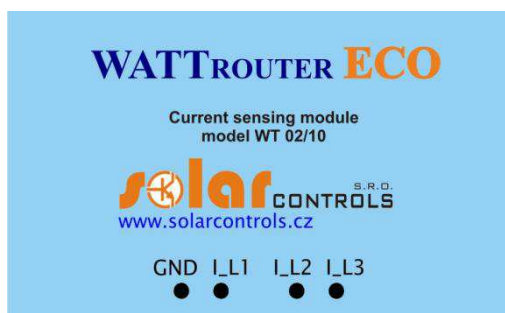 WATTROUTER ECO
Current sensing module
model WT 02/10
solar CONTROLS S.R.O.
www.solarcontrols.cz
GND I_L1 I_L2 I_L3